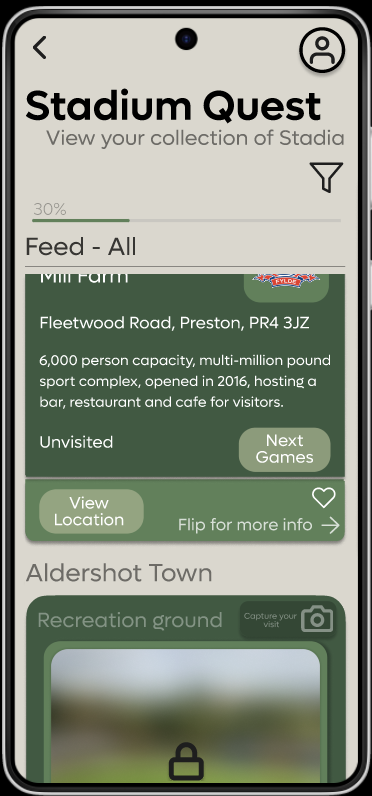 Stadium Quest
View your collection of Stadia
30%
Feed - All
Mill Farm
FYLDE
Fleetwood Road, Preston, PR4 3JZ
6,000 person capacity, multi-million pound
sport complex, opened in 2016, hosting a
bar, restaurant and cafe for visitors.
Unvisited
Next
Games
View
Location
Flip for more info
Aldershot Town
Recreation ground
Capture your
visit